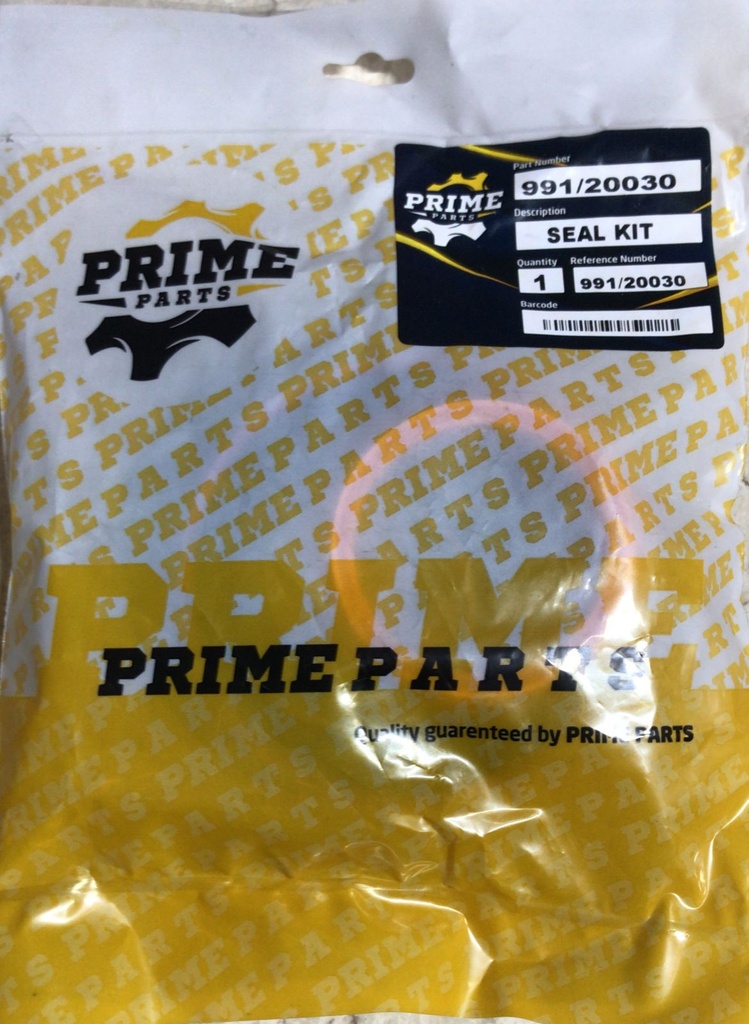 PRIME
PARTS
PRIME
PARTS
Part Number
991/20030
Description
SEAL KIT
Quantity
1
Reference Number
991/20030
Barcode
PRIME
PRIME PARTS
Quality guarenteed by PRIME PARTS